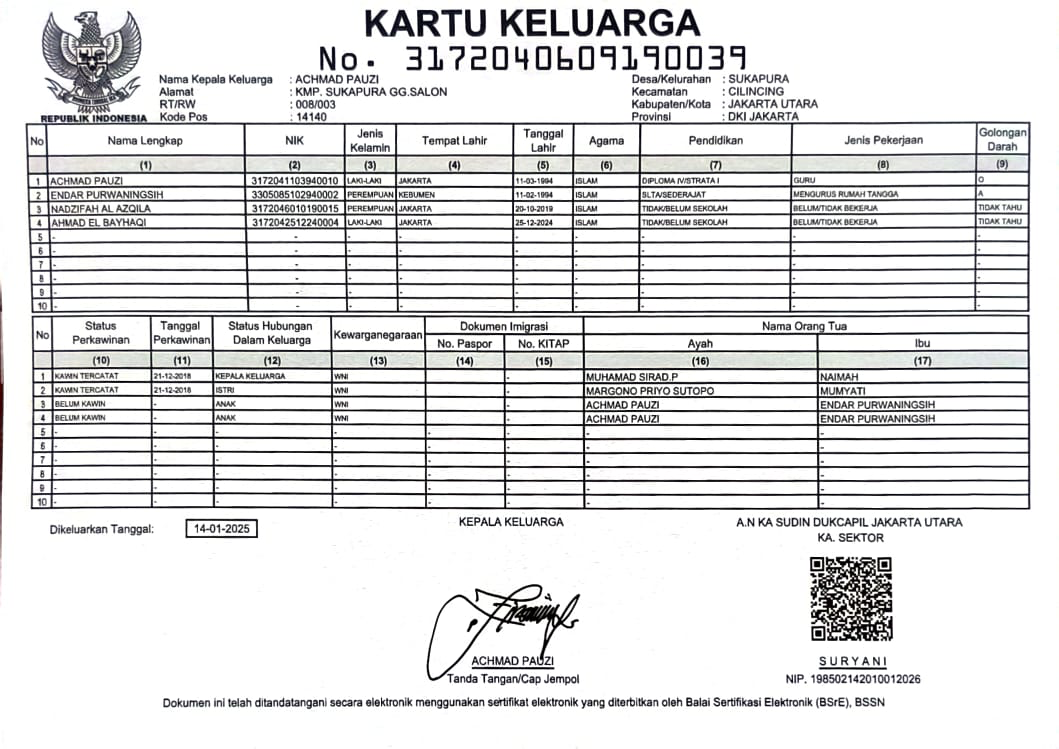 KARTU KELUARGA
No. 3172040609190039
Nama Kepala Keluarga : ACHMAD PAUZI
Alamat : KMP. SUKAPURA GG.SALON
RT/RW : 008/003
Kode Pos : 14140
Desa/Kelurahan : SUKAPURA
Kecamatan : CILINCING
Kabupaten/Kota : JAKARTA UTARA
Provinsi : DKI JAKARTA
REPUBLIK INDONESIA
No Nama Lengkap NIK Jenis Kelamin Tempat Lahir Tanggal Lahir Agama Pendidikan Jenis Pekerjaan Golongan Darah
(1) (2) (3) (4) (5) (6) (7) (8) (9)
1 ACHMAD PAUZI 3172041103940010 LAKI-LAKI JAKARTA 11-03-1994 ISLAM DIPLOMA IV/STRATA I GURU O
2 ENDAR PURWANINGSIH 3305085102940002 PEREMPUAN KEBUMEN 11-02-1994 ISLAM SLTA/SEDERAJAT MENGURUS RUMAH TANGGA A
3 NADZIFAH AL AZQILA 3172046010190015 PEREMPUAN JAKARTA 20-10-2019 ISLAM TIDAK/BELUM SEKOLAH BELUM/TIDAK BEKERJA TIDAK TAHU
4 AHMAD EL BAYHAQI 3172042512240004 LAKI-LAKI JAKARTA 25-12-2024 ISLAM TIDAK/BELUM SEKOLAH BELUM/TIDAK BEKERJA TIDAK TAHU
5 - - - - - - - - -
6 - - - - - - - - -
7 - - - - - - - - -
8 - - - - - - - - -
9 - - - - - - - - -
10 - - - - - - - - -
No Status Perkawinan Tanggal Perkawinan Status Hubungan Dalam Keluarga Kewarganegaraan Dokumen Imigrasi Nama Orang Tua
No. Paspor No. KITAP Ayah Ibu
(10) (11) (12) (13) (14) (15) (16) (17)
1 KAWIN TERCATAT 21-12-2018 KEPALA KELUARGA WNI - MUHAMAD SIRAD.P NAIMAH
2 KAWIN TERCATAT 21-12-2018 ISTRI WNI - MARGONO PRIYO SUTOPO MUMYATI
3 BELUM KAWIN - ANAK WNI - ACHMAD PAUZI ENDAR PURWANINGSIH
4 BELUM KAWIN - ANAK WNI - ACHMAD PAUZI ENDAR PURWANINGSIH
5 - - - - - - - -
6 - - - - - - - -
7 - - - - - - - -
8 - - - - - - - -
9 - - - - - - - -
10 - - - - - - - -
Dikeluarkan Tanggal: 14-01-2025
KEPALA KELUARGA
ACHMAD PAUZI
Tanda Tangan/Cap Jempol
A.N KA SUDIN DUKCAPIL JAKARTA UTARA
KA. SEKTOR
SURYANI
NIP. 198502142010012026
Dokumen ini telah ditandatangani secara elektronik menggunakan sertifikat elektronik yang diterbitkan oleh Balai Sertifikasi Elektronik (BSrE), BSSN